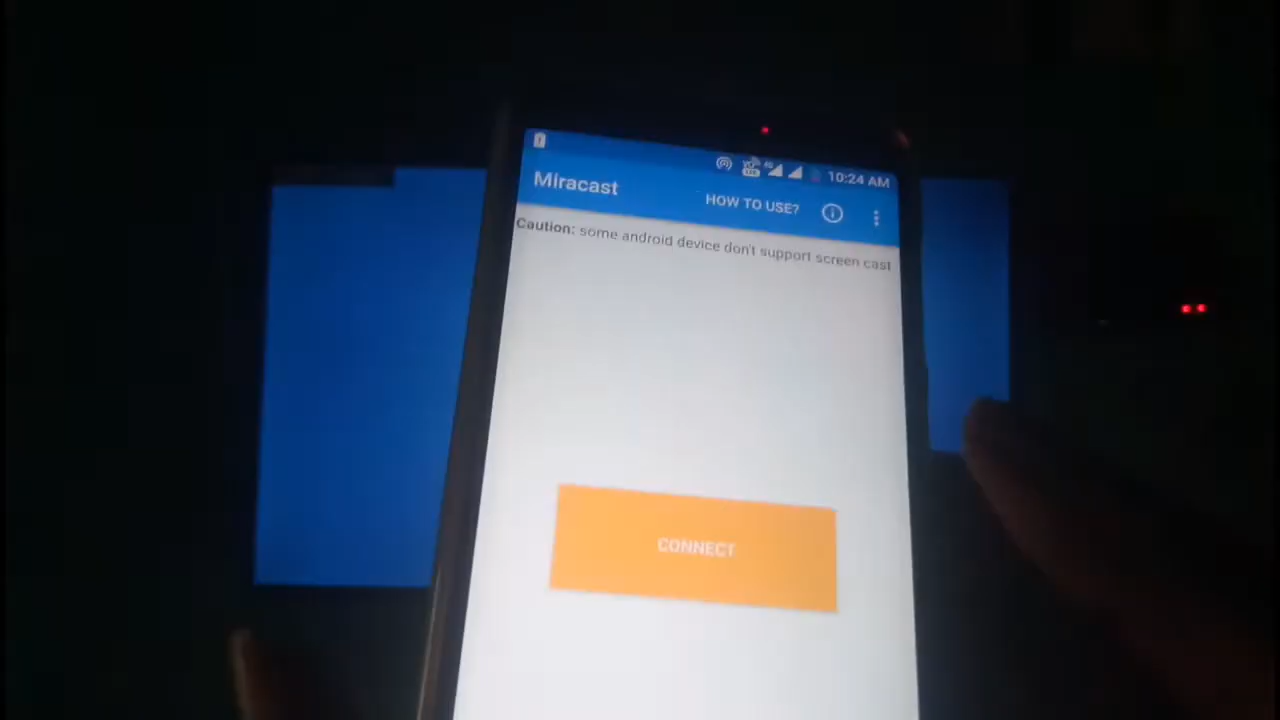 10:24 AM
Miracast
HOW TO USE?
Caution: some android device don't support screen cast
CONNECT